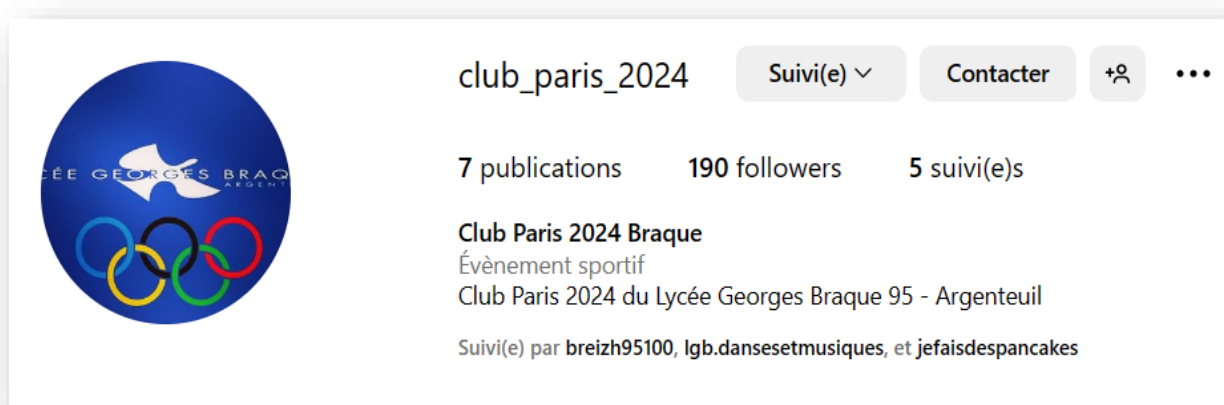 club_paris_2024 Suivi(e) Contacter
7 publications 190 followers 5 suivi(e)s
CÉE GEORGES BRAQ
ARGENT
Club Paris 2024 Braque
Évènement sportif
Club Paris 2024 du Lycée Georges Braque 95 - Argenteuil
Suivi(e) par breizh95100, lgb.dansesetmusiques, et jefaisdespancakes